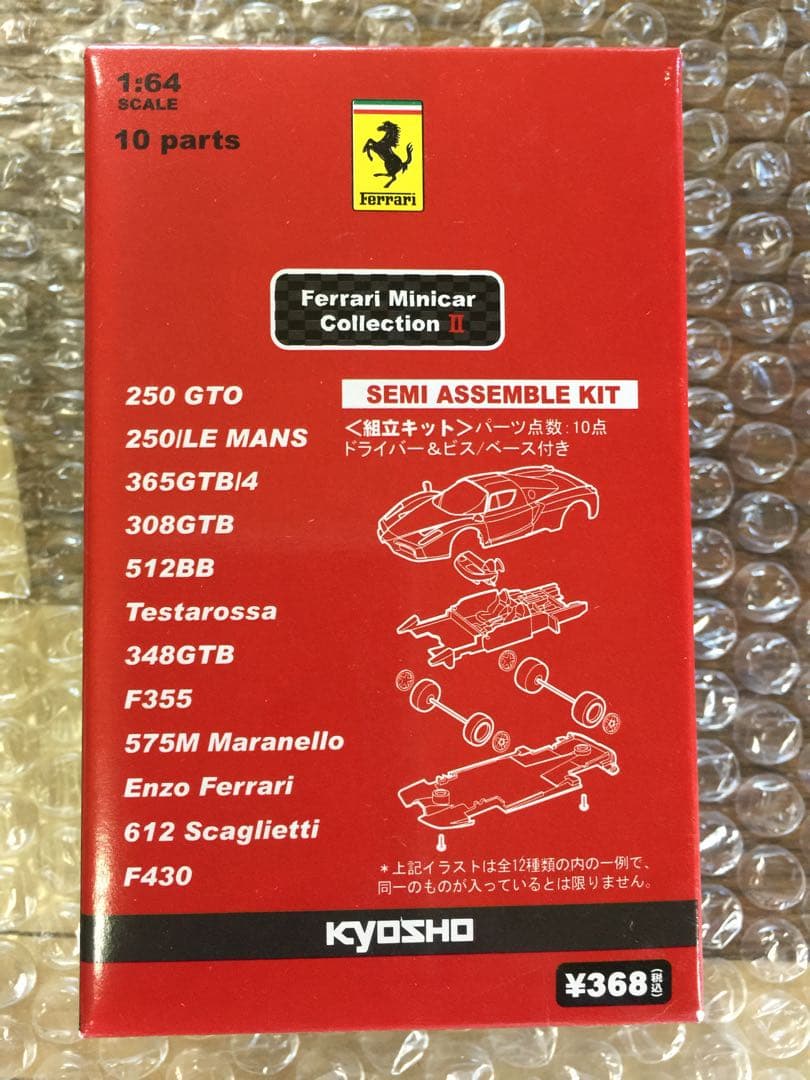 1:64
SCALE
10 parts
Ferrari
Ferrari Minicar
Collection II
250 GTO
250/LE MANS
365GTB/4
308GTB
512BB
Testarossa
348GTB
F355
575M Maranello
Enzo Ferrari
612 Scaglietti
F430
SEMI ASSEMBLE KIT
＜組立キット＞パーツ点数:10点
ドライバー＆ビス/ベース付き
*上記イラストは全12種類の内の一例で、
同一のものが入っているとは限りません。
KYOSHO
¥368(税込)